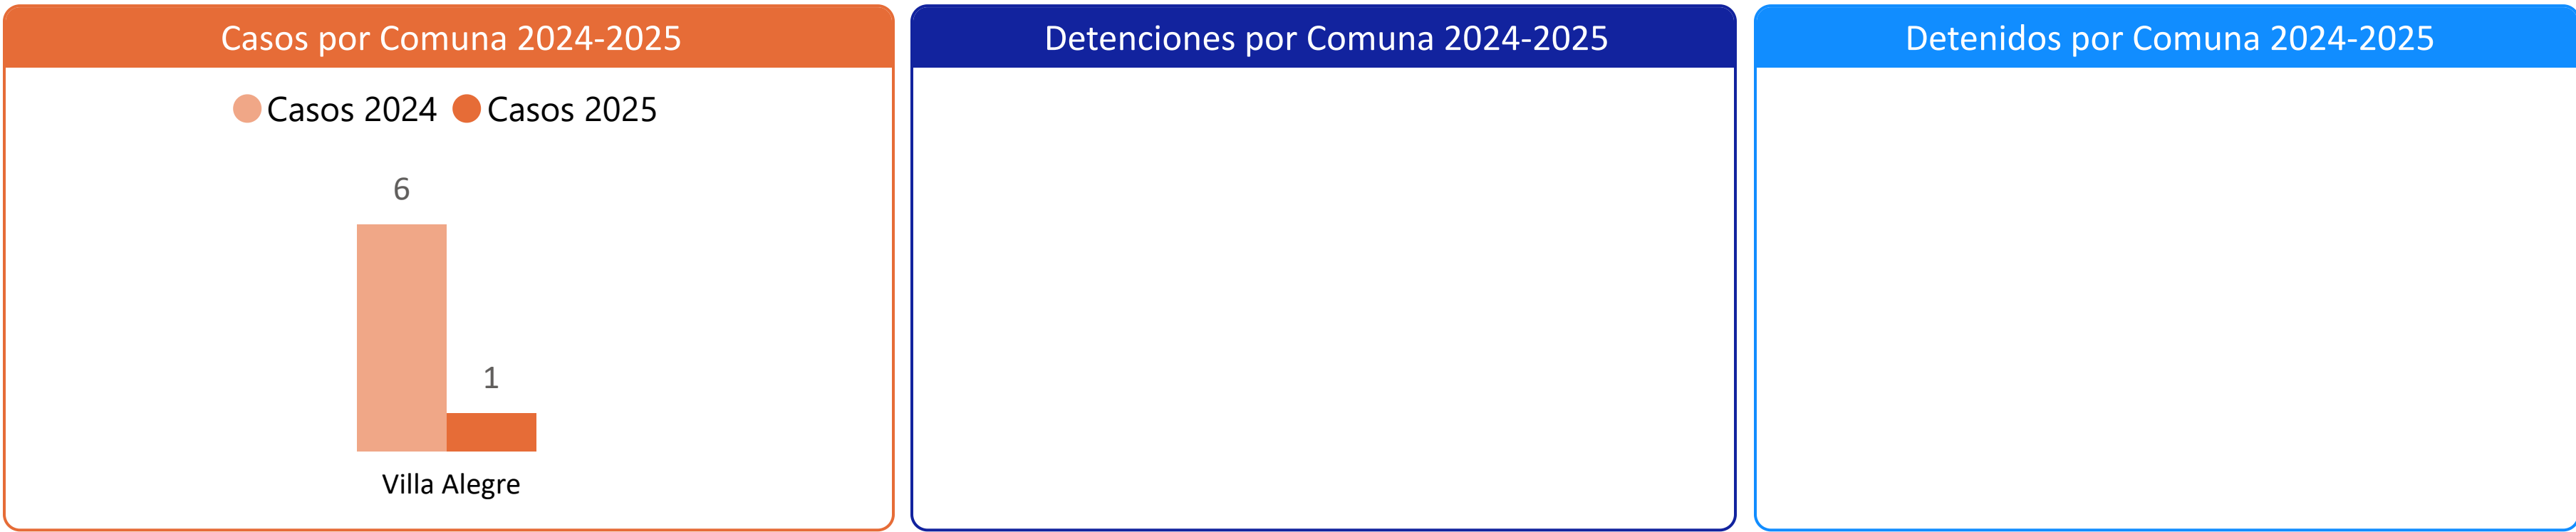 Casos por Comuna 2024-2025
Casos 2024 Casos 2025
6
1
Villa Alegre
Detenciones por Comuna 2024-2025
Detenidos por Comuna 2024-2025